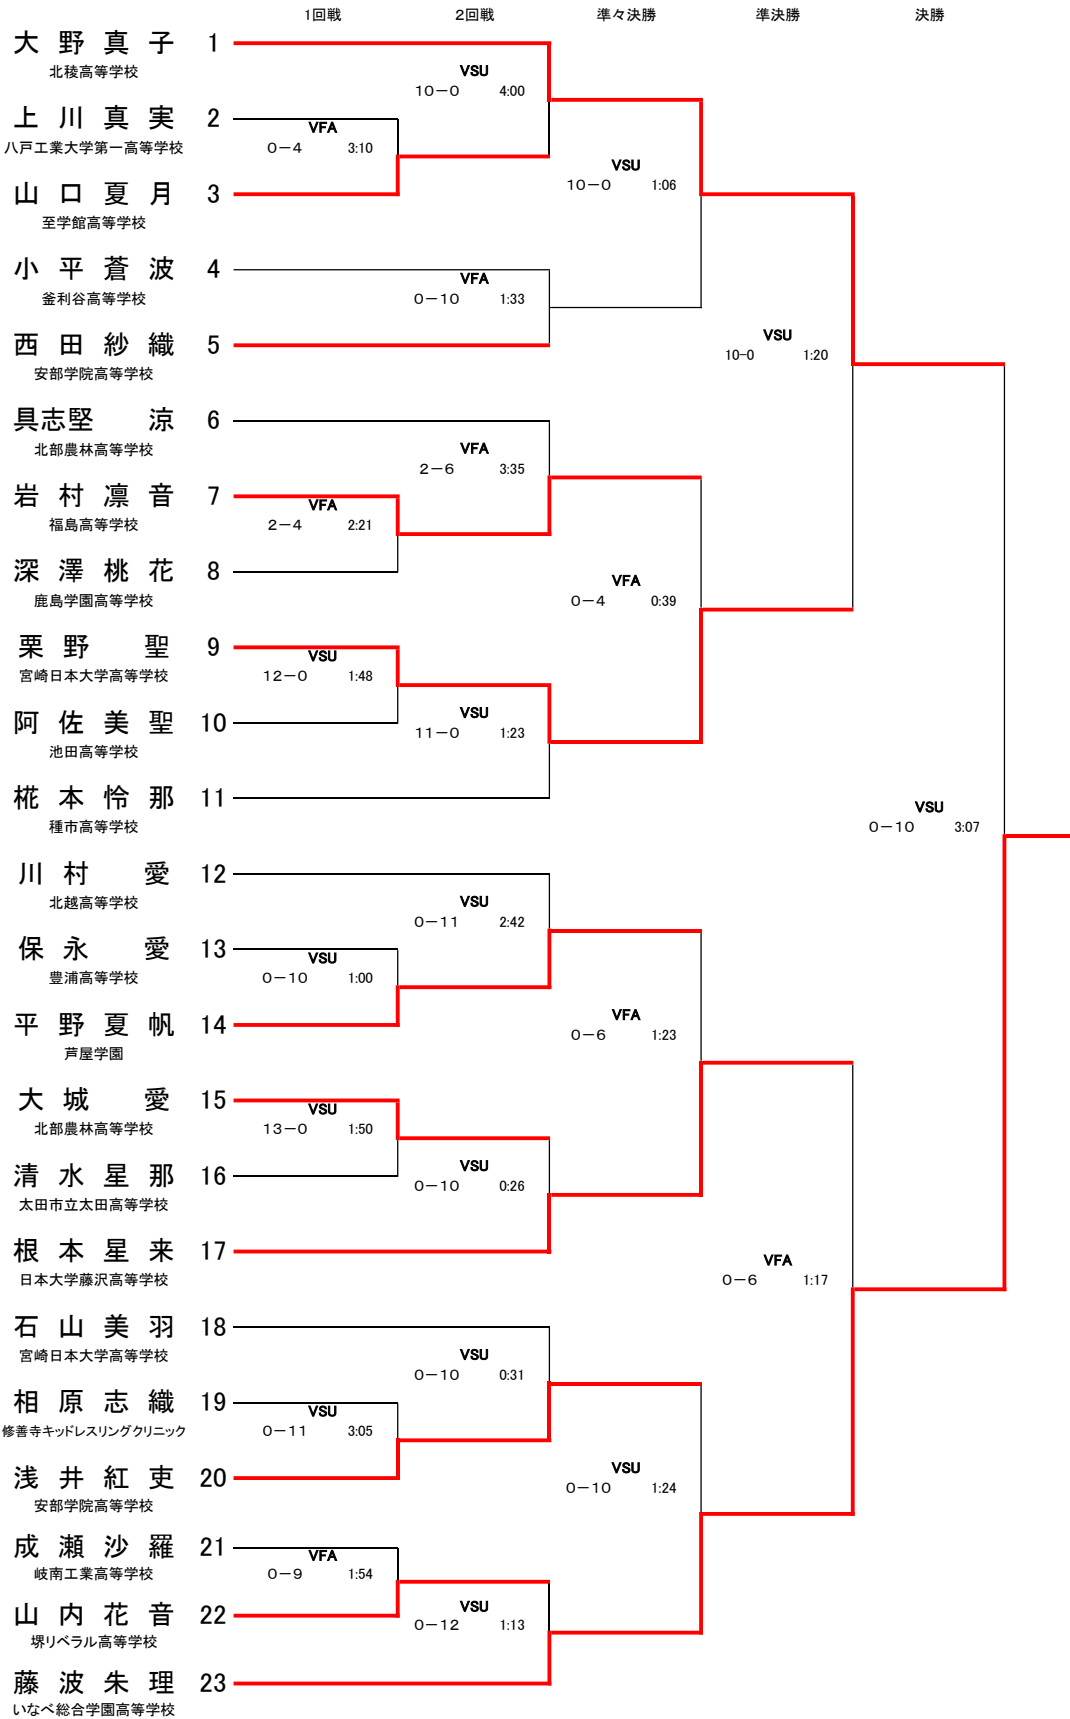 1回戦 2回戦 準々決勝 準決勝 決勝
大野真子 1
北稜高等学校
VSU
10－0 4:00
上川真実 2
八戸工業大学第一高等学校
VFA
0－4 3:10
VSU
10－0 1:06
山口夏月 3
至学館高等学校
小平蒼波 4
釜利谷高等学校
VFA
0－10 1:33
西田紗織 5
安部学院高等学校
VSU
10-0 1:20
具志堅 涼 6
北部農林高等学校
VFA
2－6 3:35
岩村凛音 7
福島高等学校
VFA
2－4 2:21
深澤桃花 8
鹿島学園高等学校
VFA
0－4 0:39
栗野 聖 9
宮崎日本大学高等学校
VSU
12－0 1:48
阿佐美聖 10
池田高等学校
VSU
11－0 1:23
椛本怜那 11
種市高等学校
VSU
0－10 3:07
川村 愛 12
北越高等学校
VSU
0－11 2:42
保永 愛 13
豊浦高等学校
VSU
0－10 1:00
平野夏帆 14
芦屋学園
VFA
0－6 1:23
大城 愛 15
北部農林高等学校
VSU
13－0 1:50
清水星那 16
太田市立太田高等学校
VSU
0－10 0:26
根本星来 17
日本大学藤沢高等学校
VFA
0－6 1:17
石山美羽 18
宮崎日本大学高等学校
VSU
0－10 0:31
相原志織 19
修善寺キッドレスリングクリニック
VSU
0－11 3:05
浅井紅吏 20
安部学院高等学校
VSU
0－10 1:24
成瀬沙羅 21
岐南工業高等学校
VFA
0－9 1:54
山内花音 22
堺リベラル高等学校
VSU
0－12 1:13
藤波朱理 23
いなべ総合学園高等学校